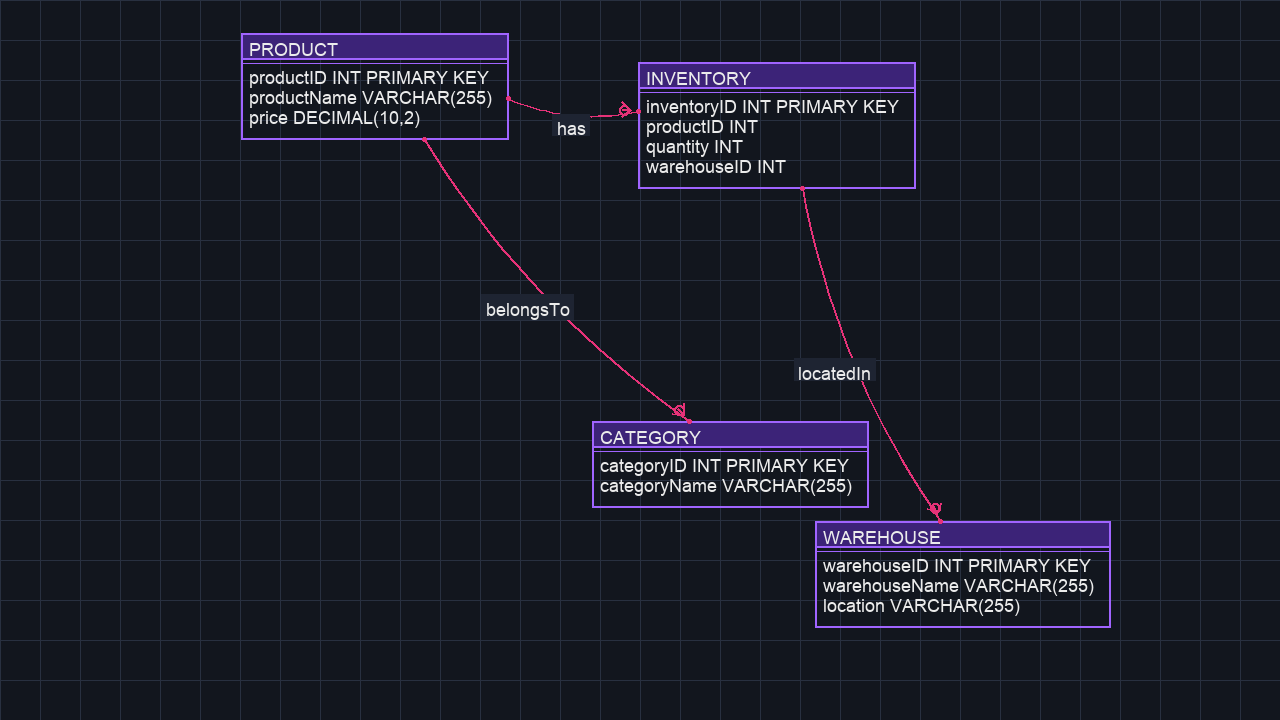 PRODUCT
productID INT PRIMARY KEY
productName VARCHAR(255)
price DECIMAL(10,2)
has
INVENTORY
inventoryID INT PRIMARY KEY
productID INT
quantity INT
warehouseID INT
belongsTo
locatedIn
CATEGORY
categoryID INT PRIMARY KEY
categoryName VARCHAR(255)
WAREHOUSE
warehouseID INT PRIMARY KEY
warehouseName VARCHAR(255)
location VARCHAR(255)